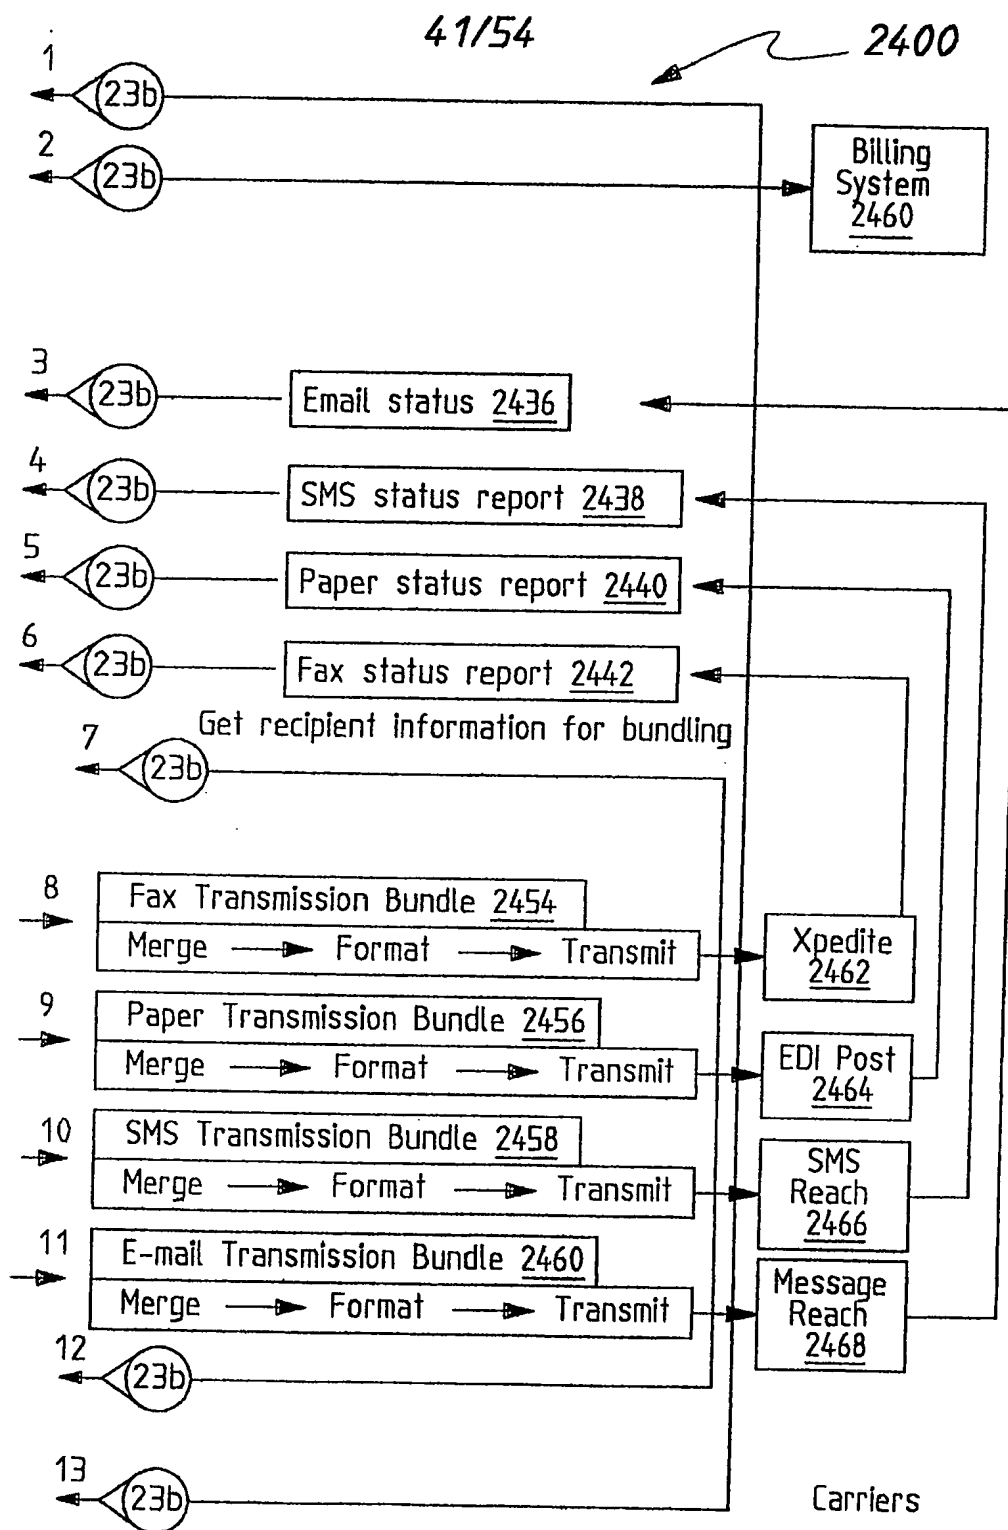 41/54
2400
1
23b
2
23b
Billing
System
2460
3
23b
Email status 2436
4
23b
SMS status report 2438
5
23b
Paper status report 2440
6
23b
Fax status report 2442
Get recipient information for bundling
7
23b
8
Fax Transmission Bundle 2454
Merge Format Transmit
Xpedite
2462
9
Paper Transmission Bundle 2456
Merge Format Transmit
EDI Post
2464
10
SMS Transmission Bundle 2458
Merge Format Transmit
SMS
Reach
2466
11
E-mail Transmission Bundle 2460
Merge Format Transmit
Message
Reach
2468
12
23b
13
23b
Carriers